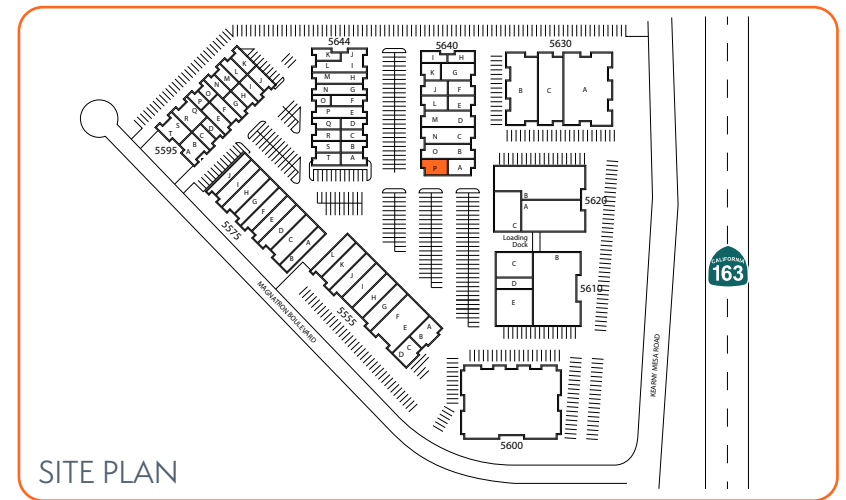 5644
K J
L I
M H
N G
O F
P E
Q D
R C
S B
T A
5640
I H
K G
J F
L E
M D
N C
O B
P A
5630
B C A
K
L J
M
N H
O G
P F
Q E
R D
S C
T B
A
5595
J
I
H
G
F
E
D
C A
B
5575
L
K
J
I
H
G
F
E A
B
C
D
5555
B
A
C
5620
Loading
Dock
C B
D
E
5610
5600
MAGNATRON BOULEVARD
KEARNY MESA ROAD
CALIFORNIA
163
SITE PLAN